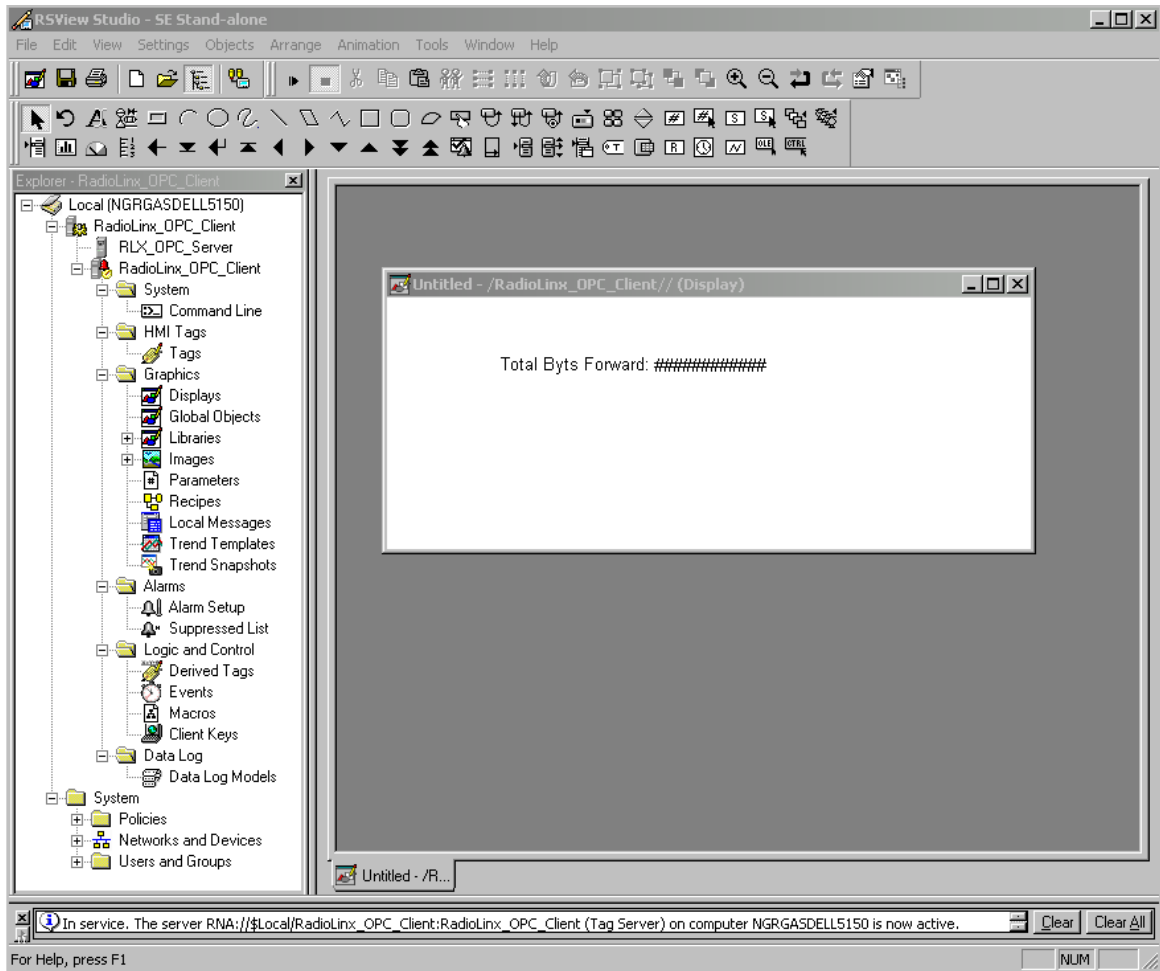 RSView Studio - SE Stand-alone
File Edit View Settings Objects Arrange Animation Tools Window Help
Explorer - RadioLinx_OPC_Client
Local (NGRGASDELL5150)
RadioLinx_OPC_Client
RLX_OPC_Server
RadioLinx_OPC_Client
System
Command Line
HMI Tags
Tags
Graphics
Displays
Global Objects
Libraries
Images
Parameters
Recipes
Local Messages
Trend Templates
Trend Snapshots
Alarms
Alarm Setup
Suppressed List
Logic and Control
Derived Tags
Events
Macros
Client Keys
Data Log
Data Log Models
System
Policies
Networks and Devices
Users and Groups
Untitled - /RadioLinx_OPC_Client// (Display)
Total Byts Forward: ############
Untitled - /R...
In service. The server RNA://$Local/RadioLinx_OPC_Client:RadioLinx_OPC_Client (Tag Server) on computer NGRGASDELL5150 is now active.
Clear Clear All
For Help, press F1
NUM